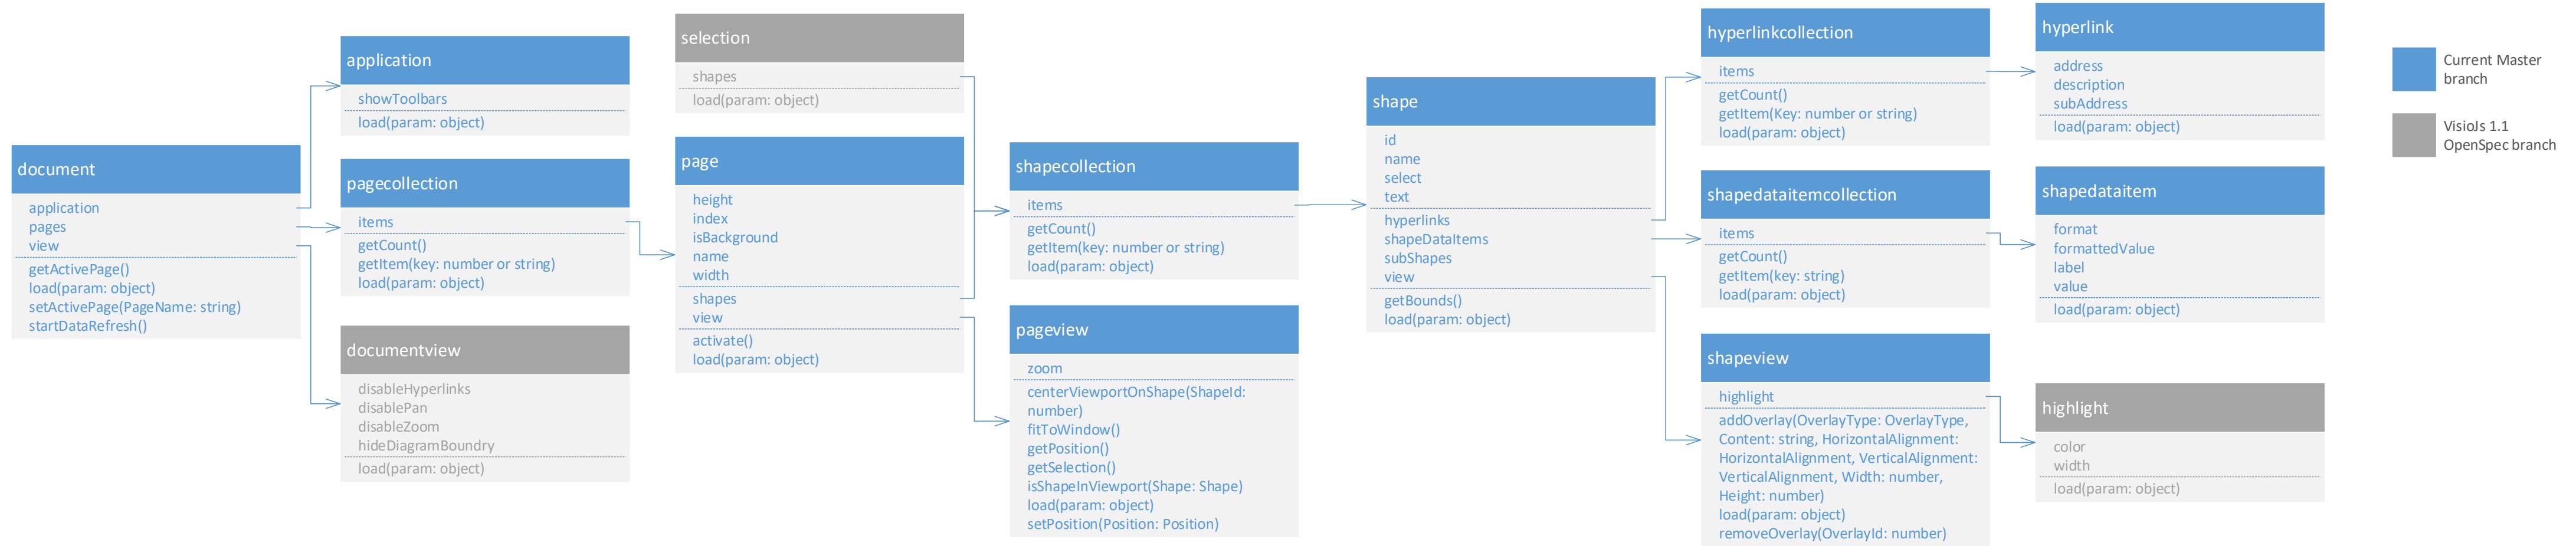 document
application
pages
view
getActivePage()
load(param: object)
setActivePage(PageName: string)
startDataRefresh()
application
showToolbars
load(param: object)
pagecollection
items
getCount()
getItem(key: number or string)
load(param: object)
documentview
disableHyperlinks
disablePan
disableZoom
hideDiagramBoundry
load(param: object)
selection
shapes
load(param: object)
page
height
index
isBackground
name
width
shapes
view
activate()
load(param: object)
shapecollection
items
getCount()
getItem(key: number or string)
load(param: object)
pageview
zoom
centerViewportOnShape(ShapeId:
number)
fitToWindow()
getPosition()
getSelection()
isShapeInViewport(Shape: Shape)
load(param: object)
setPosition(Position: Position)
shape
id
name
select
text
hyperlinks
shapeDataItems
subShapes
view
getBounds()
load(param: object)
hyperlinkcollection
items
getCount()
getItem(Key: number or string)
load(param: object)
shapedataitemcollection
items
getCount()
getItem(key: string)
load(param: object)
shapeview
highlight
addOverlay(OverlayType: OverlayType,
Content: string, HorizontalAlignment:
HorizontalAlignment, VerticalAlignment:
VerticalAlignment, Width: number,
Height: number)
load(param: object)
removeOverlay(OverlayId: number)
hyperlink
address
description
subAddress
load(param: object)
shapedataitem
format
formattedValue
label
value
load(param: object)
highlight
color
width
load(param: object)
Current Master
branch
VisioJs 1.1
OpenSpec branch